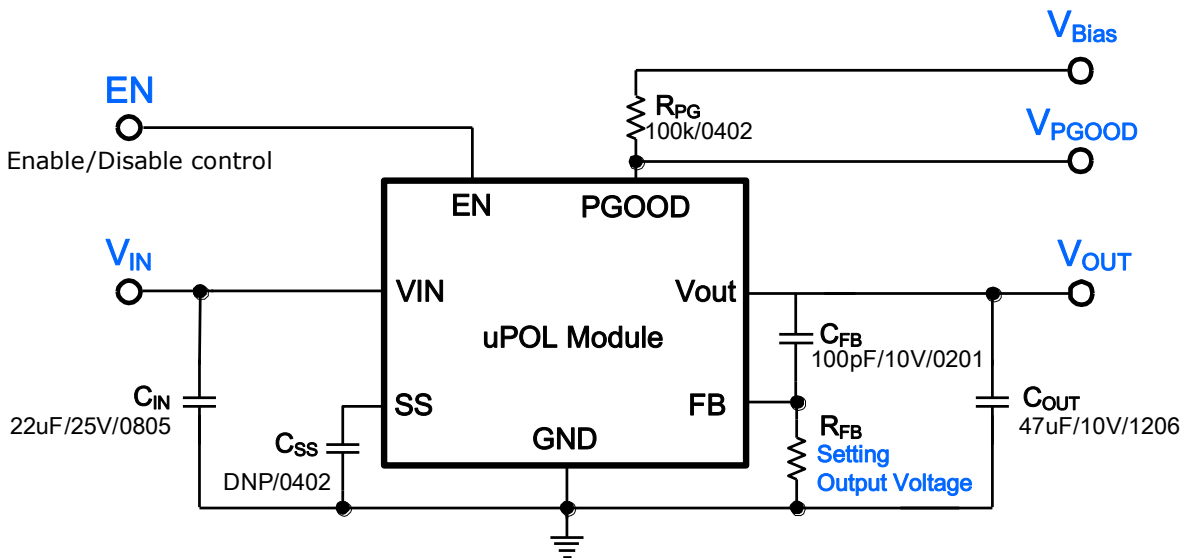 V_Bias
EN
R_PG
100k/0402
V_PGOOD
Enable/Disable control
EN
PGOOD
V_IN
V_OUT
VIN
Vout
uPOL Module
C_FB
100pF/10V/0201
C_IN
22uF/25V/0805
SS
FB
C_OUT
47uF/10V/1206
C_SS
DNP/0402
GND
R_FB
Setting
Output Voltage